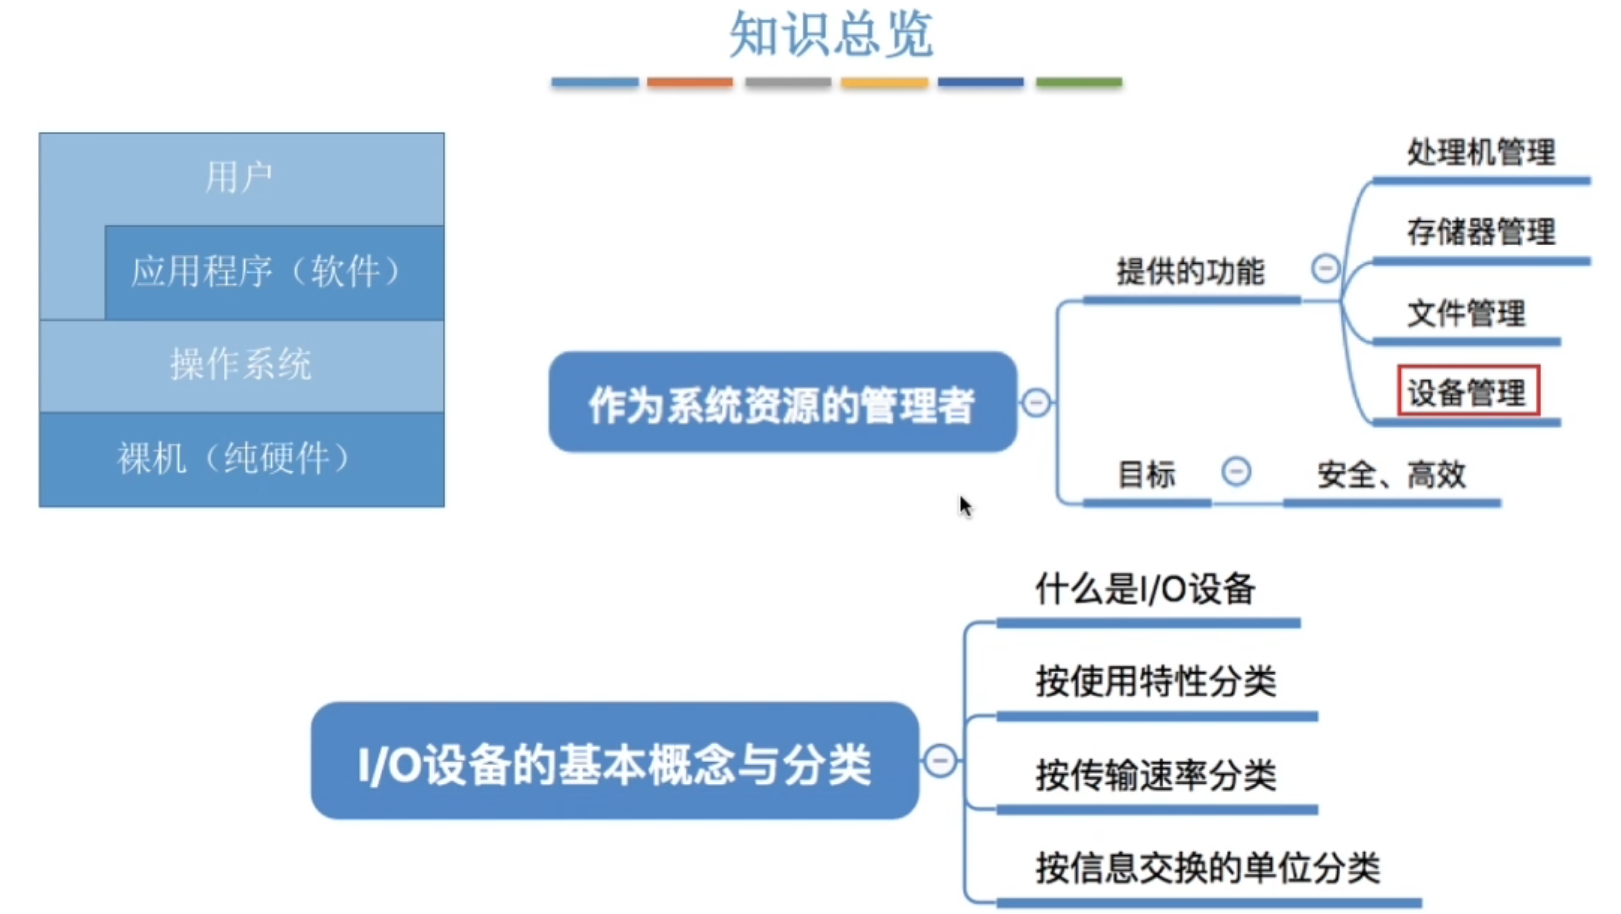 知识总览
用户
应用程序（软件）
操作系统
裸机（纯硬件）
作为系统资源的管理者
提供的功能
处理机管理
存储器管理
文件管理
设备管理
目标
安全、高效
I/O设备的基本概念与分类
什么是I/O设备
按使用特性分类
按传输速率分类
按信息交换的单位分类